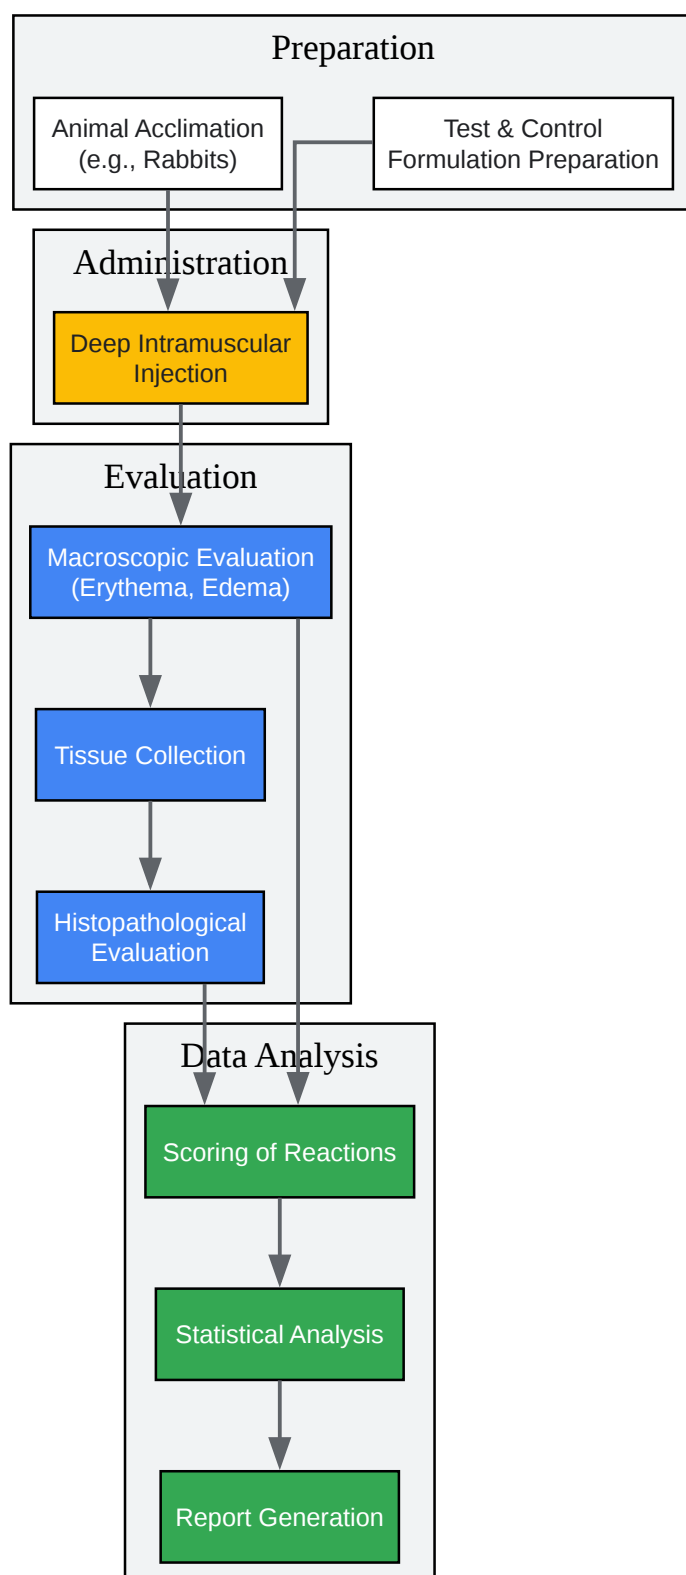 Preparation
Animal Acclimation
(e.g., Rabbits)
Test & Control
Formulation Preparation
Administration
Deep Intramuscular
Injection
Evaluation
Macroscopic Evaluation
(Erythema, Edema)
Tissue Collection
Histopathological
Evaluation
Data Analysis
Scoring of Reactions
Statistical Analysis
Report Generation